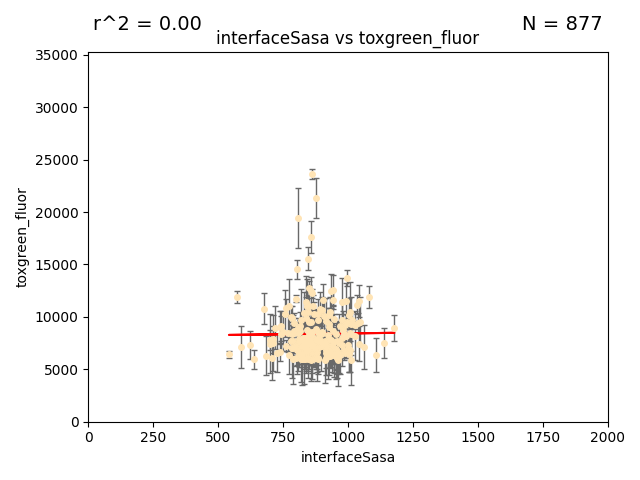 r^2 = 0.00
N = 877
interfaceSasa vs toxgreen_fluor
35000
30000
25000
20000
15000
10000
5000
0
toxgreen_fluor
0 250 500 750 1000 1250 1500 1750 2000
interfaceSasa